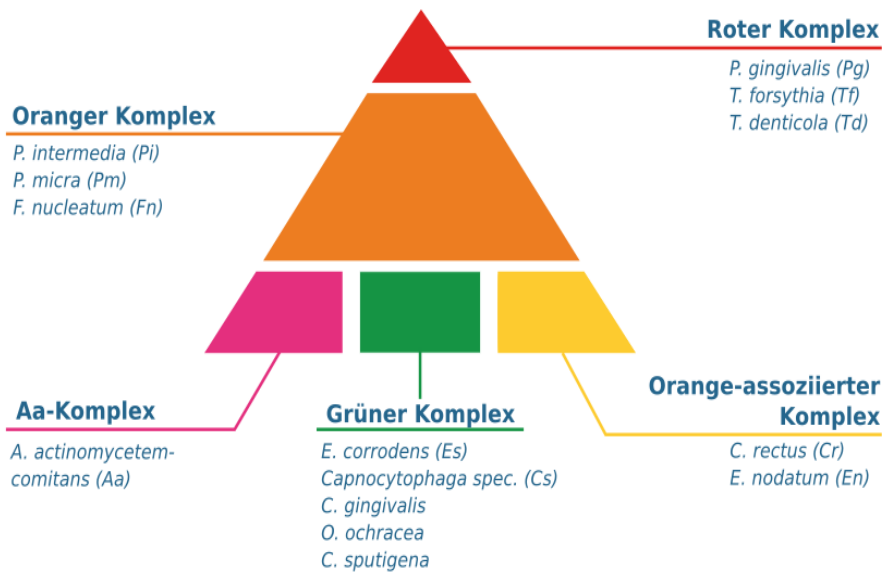 Roter Komplex
P. gingivalis (Pg)
T. forsythia (Tf)
T. denticola (Td)
Oranger Komplex
P. intermedia (Pi)
P. micra (Pm)
F. nucleatum (Fn)
Aa-Komplex
A. actinomycetem-
comitans (Aa)
Grüner Komplex
E. corrodens (Es)
Capnocytophaga spec. (Cs)
C. gingivalis
O. ochracea
C. sputigena
Orange-assoziierter
Komplex
C. rectus (Cr)
E. nodatum (En)